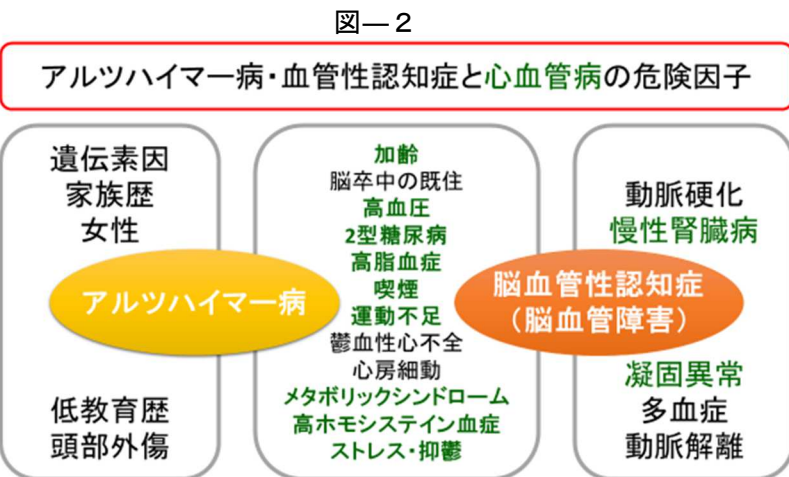 図―２
アルツハイマー病・血管性認知症と心血管病の危険因子
遺伝素因
家族歴
女性
アルツハイマー病
低教育歴
頭部外傷
加齢
脳卒中の既住
高血圧
2型糖尿病
高脂血症
喫煙
運動不足
鬱血性心不全
心房細動
メタボリックシンドローム
高ホモシステイン血症
ストレス・抑鬱
動脈硬化
慢性腎臓病
脳血管性認知症
（脳血管障害）
凝固異常
多血症
動脈解離